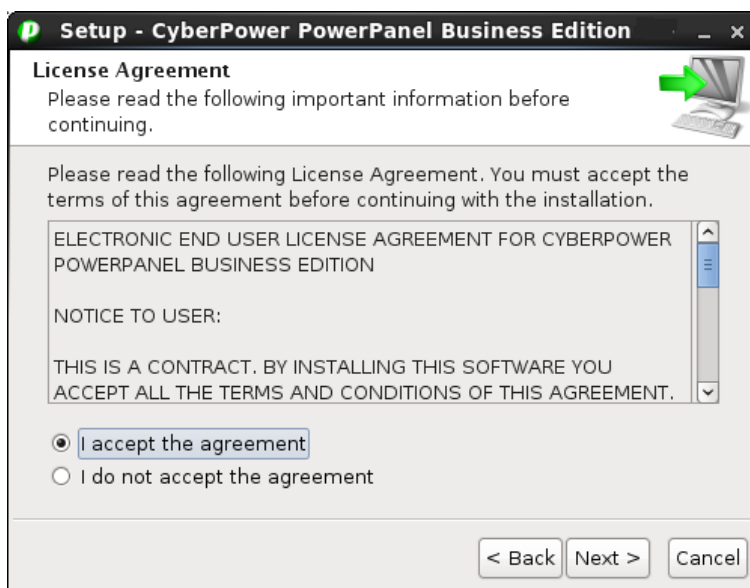 Setup - CyberPower PowerPanel Business Edition
License Agreement
Please read the following important information before
continuing.
Please read the following License Agreement. You must accept the
terms of this agreement before continuing with the installation.
ELECTRONIC END USER LICENSE AGREEMENT FOR CYBERPOWER
POWERPANEL BUSINESS EDITION
NOTICE TO USER:
THIS IS A CONTRACT. BY INSTALLING THIS SOFTWARE YOU
ACCEPT ALL THE TERMS AND CONDITIONS OF THIS AGREEMENT.
I accept the agreement
I do not accept the agreement
< Back Next > Cancel